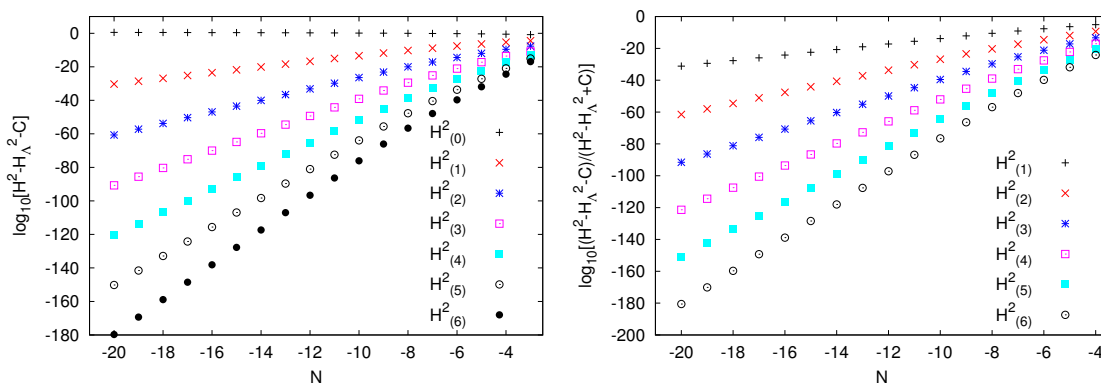 log₁₀[H²-H_Λ²-C]
0
-20
-40
-60
-80
-100
-120
-140
-160
-180
-20 -18 -16 -14 -12 -10 -8 -6 -4
N
H²₍₀₎
H²₍₁₎
H²₍₂₎
H²₍₃₎
H²₍₄₎
H²₍₅₎
H²₍₆₎
log₁₀[(H²-H_Λ²-C)/(H²-H_Λ²+C)]
0
-20
-40
-60
-80
-100
-120
-140
-160
-180
-200
-20 -18 -16 -14 -12 -10 -8 -6 -4
N
H²₍₁₎
H²₍₂₎
H²₍₃₎
H²₍₄₎
H²₍₅₎
H²₍₆₎